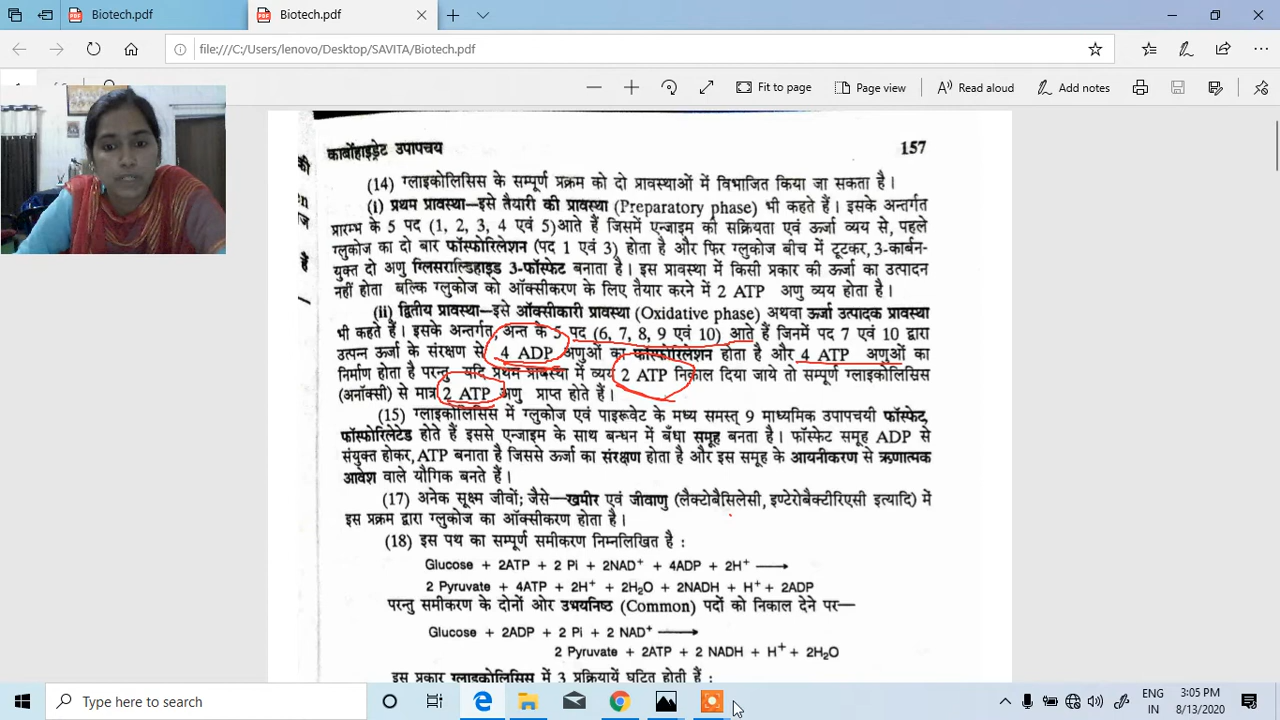 Biotech.pdf
Biotech.pdf
file:///C:/Users/lenovo/Desktop/SAVITA/Biotech.pdf
Fit to page
Page view
Read aloud
Add notes
कार्बोहाइड्रेट उपापचय
157
(14) ग्लाइकोलिसिस के सम्पूर्ण प्रक्रम को दो प्रावस्थाओं में विभाजित किया जा सकता है।
(i) प्रथम प्रावस्था–इसे तैयारी की प्रावस्था (Preparatory phase) भी कहते हैं। इसके अन्तर्गत
प्रारम्भ के 5 पद (1, 2, 3, 4 एवं 5)आते हैं जिसमें एन्जाइम की सक्रियता एवं ऊर्जा व्यय से, पहले
ग्लुकोज का दो बार फॉस्फोरिलेशन (पद 1 एवं 3) होता है और फिर ग्लुकोज बीच में टूटकर, 3-कार्बन-
युक्त दो अणु ग्लिसराल्डिहाइड 3-फॉस्फेट बनाता है। इस प्रावस्था में किसी प्रकार की ऊर्जा का उत्पादन
नहीं होता बल्कि ग्लुकोज को ऑक्सीकरण के लिए तैयार करने में 2 ATP अणु व्यय होता है।
(ii) द्वितीय प्रावस्था–इसे ऑक्सीकारी प्रावस्था (Oxidative phase) अथवा ऊर्जा उत्पादक प्रावस्था
भी कहते हैं। इसके अन्तर्गत, अन्त के 5 पद (6, 7, 8, 9 एवं 10) आते हैं जिनमें पद 7 एवं 10 द्वारा
उत्पन्न ऊर्जा के संरक्षण से 4 ADP अणुओं का फॉस्फोरिलेशन होता है और 4 ATP अणुओं का
निर्माण होता है परन्तु यदि प्रथम प्रावस्था में व्यय 2 ATP निकाल दिया जाये तो सम्पूर्ण ग्लाइकोलिसिस
(अनॉक्सी) से मात्र 2 ATP अणु प्राप्त होते हैं।
(15) ग्लाइकोलिसिस में ग्लुकोज एवं पाइरूवेट के मध्य समस्त् 9 माध्यमिक उपापचयी फॉस्फेट,
फॉस्फोरिलेटेड होते हैं इससे एन्जाइम के साथ बन्धन में बँधा समूह बनता है। फॉस्फेट समूह ADP से
संयुक्त होकर, ATP बनाता है जिससे ऊर्जा का संरक्षण होता है और इस समूह के आयनीकरण से ऋणात्मक
आवेश वाले यौगिक बनते हैं।
(17) अनेक सूक्ष्म जीवों; जैसे–खमीर एवं जीवाणु (लैक्टोबैसिलेसी, इण्टेरोबैक्टीरिएसी इत्यादि) में
इस प्रक्रम द्वारा ग्लुकोज का ऑक्सीकरण होता है।
(18) इस पथ का सम्पूर्ण समीकरण निम्नलिखित है :
Glucose + 2ATP + 2 Pi + 2NAD⁺ + 4ADP + 2H⁺ ⟶
2 Pyruvate + 4ATP + 2H⁺ + 2H₂O + 2NADH + H⁺ + 2ADP
परन्तु समीकरण के दोनों ओर उभयनिष्ठ (Common) पदों को निकाल देने पर—
Glucose + 2ADP + 2 Pi + 2 NAD⁺ ⟶
2 Pyruvate + 2ATP + 2 NADH + H⁺ + 2H₂O
इस प्रकार ग्लाइकोलिसिस में 3 प्रक्रियायें घटित होती हैं :
Type here to search
ENG
IN
3:05 PM
8/13/2020